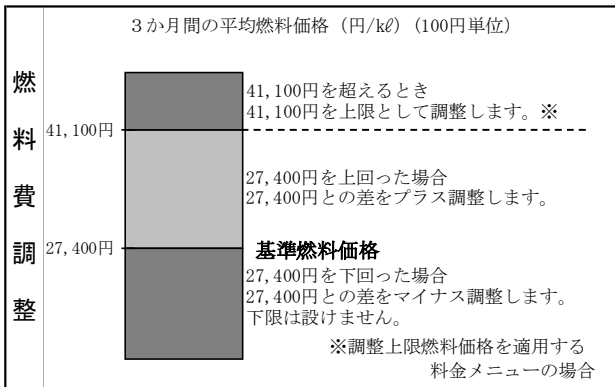 3か月間の平均燃料価格（円/kℓ）(100円単位）
燃料費調整
41,100円を超えるとき
41,100円を上限として調整します。※
41,100円
27,400円を上回った場合
27,400円との差をプラス調整します。
27,400円
基準燃料価格
27,400円を下回った場合
27,400円との差をマイナス調整します。
下限は設けません。
※調整上限燃料価格を適用する
料金メニューの場合